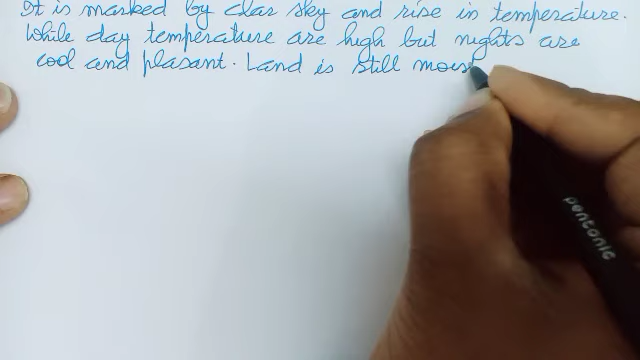 It is marked by clar sky and rise in temperature.
While day temperature are high but nights are
cool and plasant. Land is still mois
pentonic